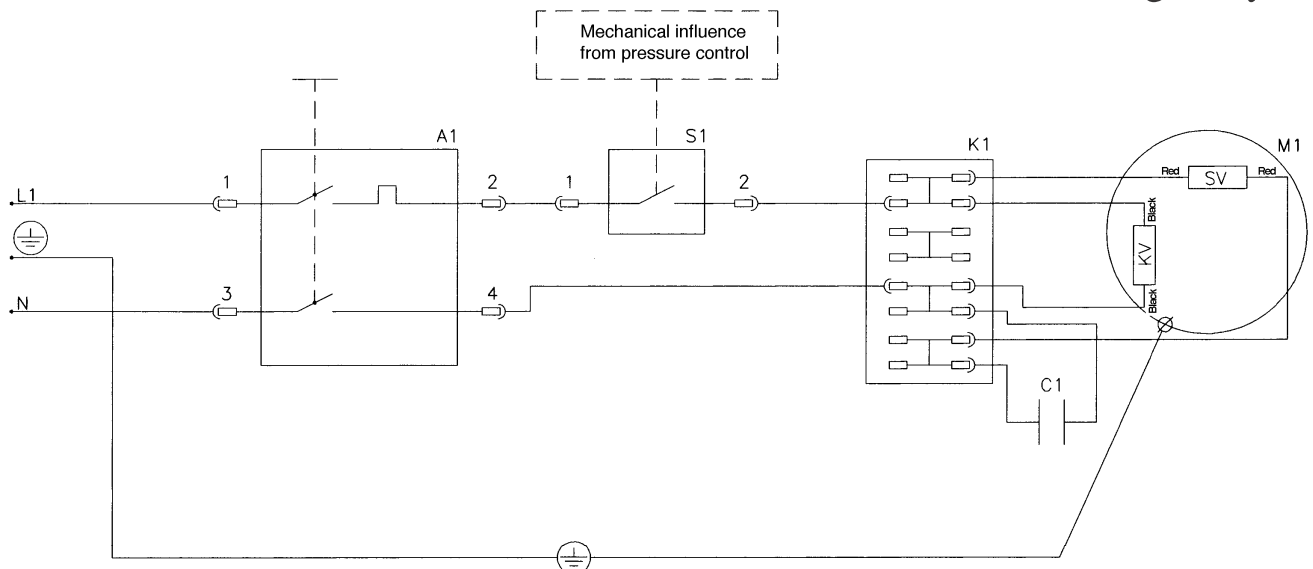 Mechanical influence
from pressure control
A1
S1
K1
M1
L1
1
2
1
2
Red
SV
Red
Black
KV
Black
N
3
4
C1